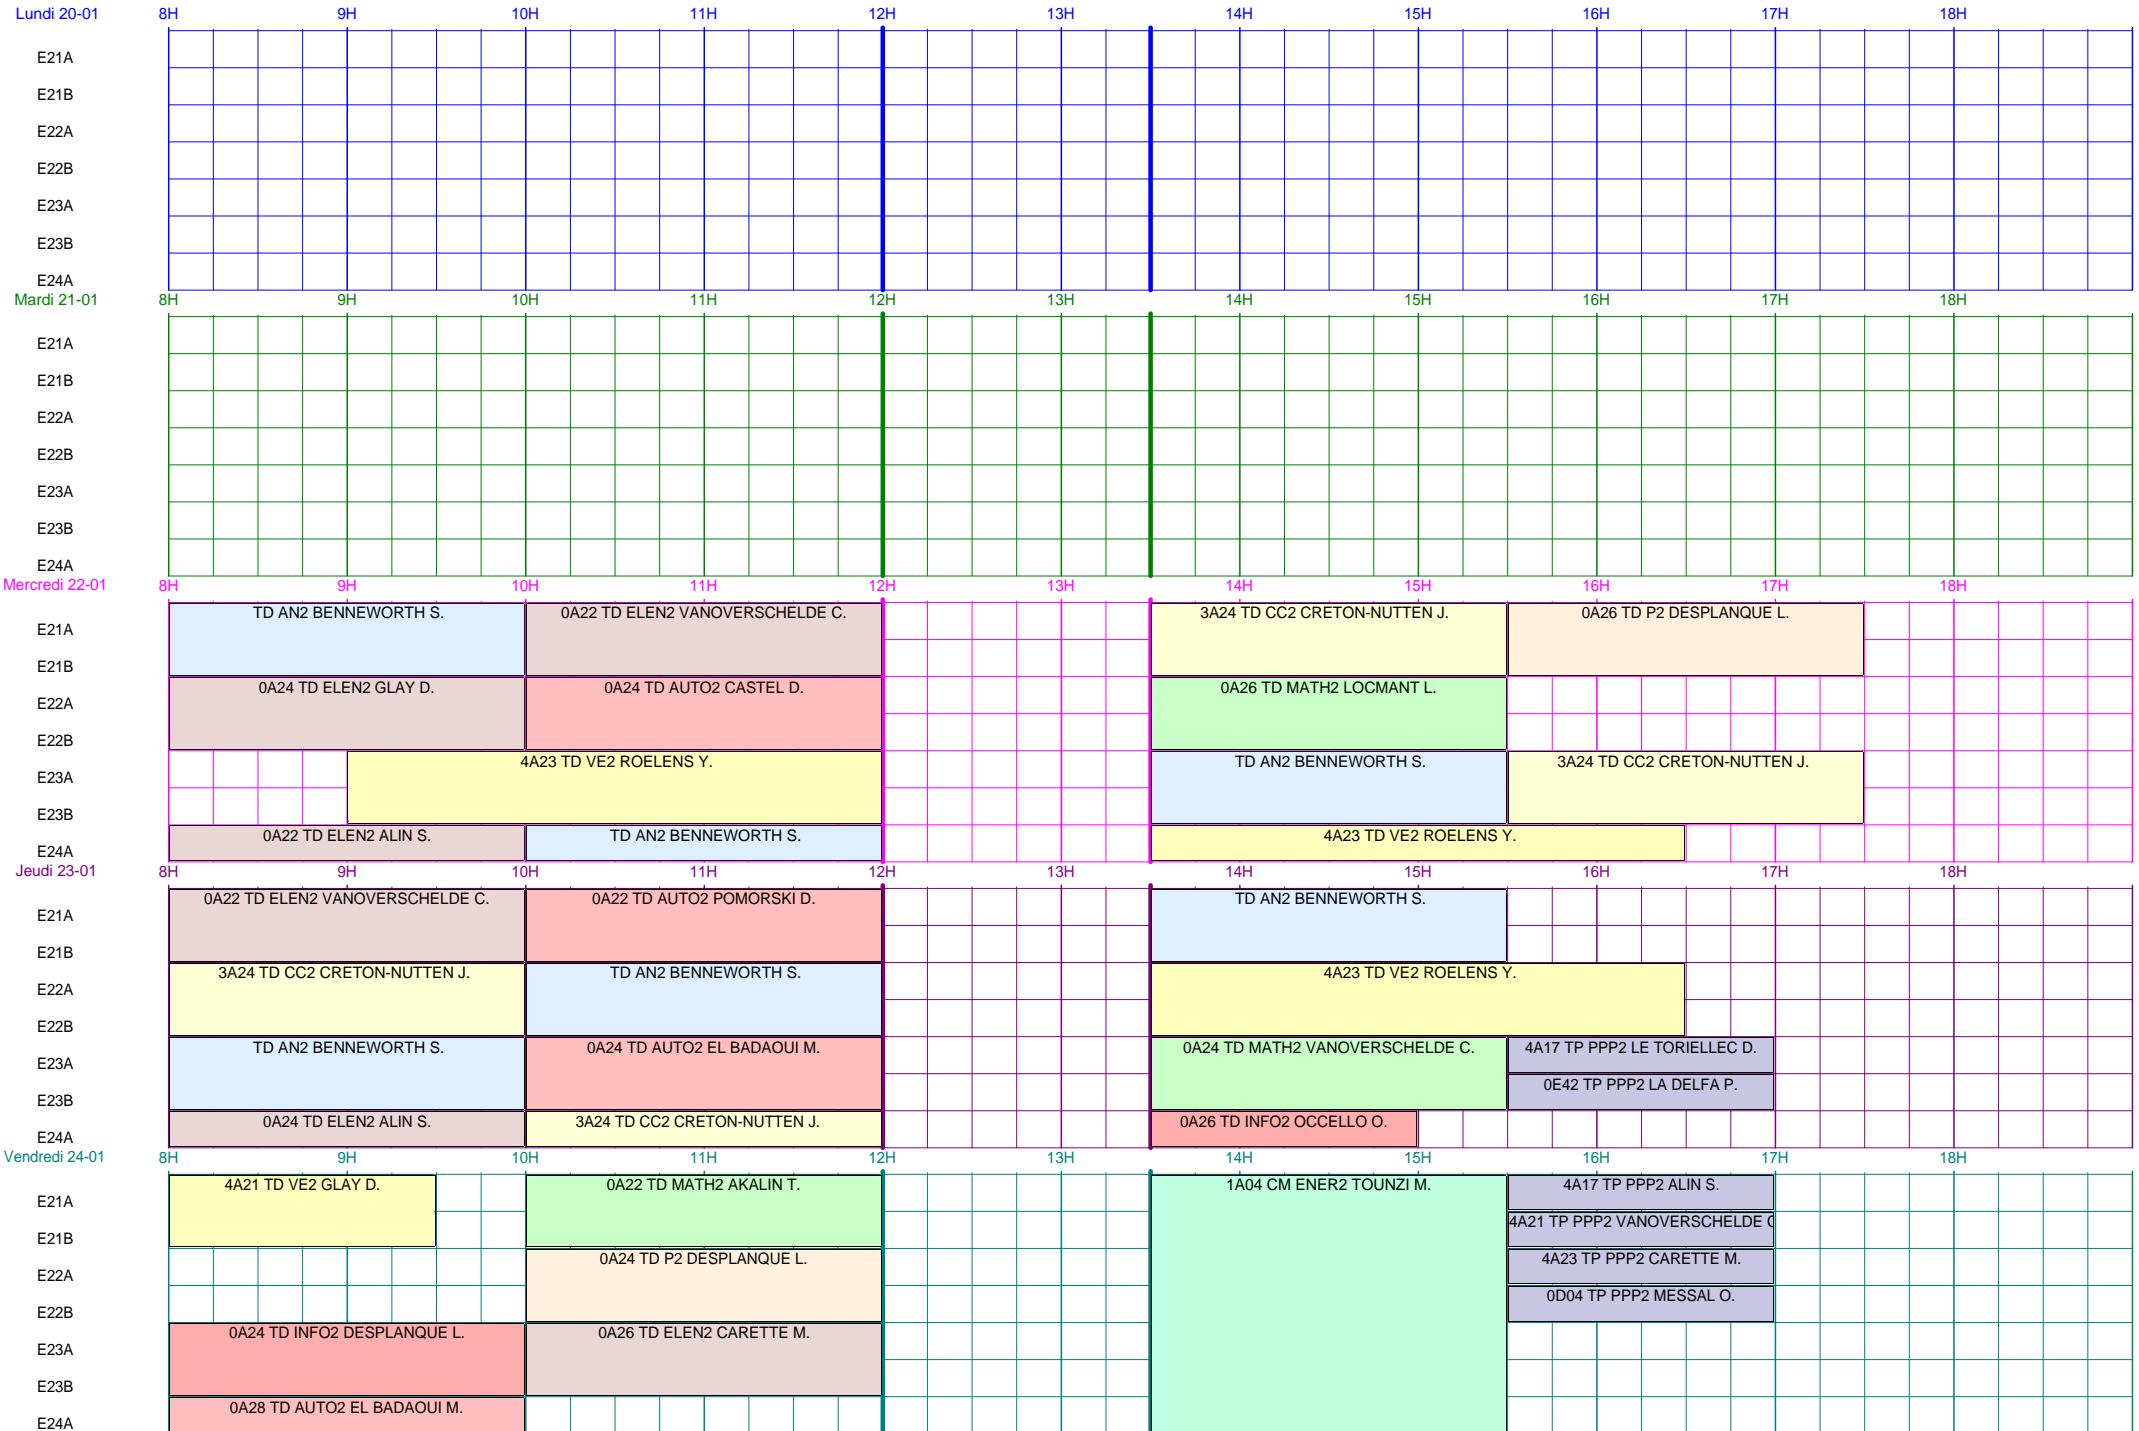 Lundi 20-01 8H 9H 10H 11H 12H 13H 14H 15H 16H 17H 18H
E21A
E21B
E22A
E22B
E23A
E23B
E24A
Mardi 21-01 8H 9H 10H 11H 12H 13H 14H 15H 16H 17H 18H
E21A
E21B
E22A
E22B
E23A
E23B
E24A
Mercredi 22-01 8H 9H 10H 11H 12H 13H 14H 15H 16H 17H 18H
TD AN2 BENNEWORTH S. 0A22 TD ELEN2 VANOVERSCHELDE C. 3A24 TD CC2 CRETON-NUTTEN J. 0A26 TD P2 DESPLANQUE L.
E21A
E21B
0A24 TD ELEN2 GLAY D. 0A24 TD AUTO2 CASTEL D. 0A26 TD MATH2 LOCMANT L.
E22A
E22B
4A23 TD VE2 ROELENS Y. TD AN2 BENNEWORTH S. 3A24 TD CC2 CRETON-NUTTEN J.
E23A
E23B
0A22 TD ELEN2 ALIN S. TD AN2 BENNEWORTH S. 4A23 TD VE2 ROELENS Y.
E24A
Jeudi 23-01 8H 9H 10H 11H 12H 13H 14H 15H 16H 17H 18H
0A22 TD ELEN2 VANOVERSCHELDE C. 0A22 TD AUTO2 POMORSKI D. TD AN2 BENNEWORTH S.
E21A
E21B
3A24 TD CC2 CRETON-NUTTEN J. TD AN2 BENNEWORTH S. 4A23 TD VE2 ROELENS Y.
E22A
E22B
TD AN2 BENNEWORTH S. 0A24 TD AUTO2 EL BADAOUI M. 0A24 TD MATH2 VANOVERSCHELDE C. 4A17 TP PPP2 LE TORIELLEC D.
E23A
0E42 TP PPP2 LA DELFA P.
E23B
0A24 TD ELEN2 ALIN S. 3A24 TD CC2 CRETON-NUTTEN J. 0A26 TD INFO2 OCCELLO O.
E24A
Vendredi 24-01 8H 9H 10H 11H 12H 13H 14H 15H 16H 17H 18H
4A21 TD VE2 GLAY D. 0A22 TD MATH2 AKALIN T. 1A04 CM ENER2 TOUNZI M. 4A17 TP PPP2 ALIN S.
E21A
4A21 TP PPP2 VANOVERSCHELDE C
E21B
0A24 TD P2 DESPLANQUE L. 4A23 TP PPP2 CARETTE M.
E22A
0D04 TP PPP2 MESSAL O.
E22B
0A24 TD INFO2 DESPLANQUE L. 0A26 TD ELEN2 CARETTE M.
E23A
E23B
0A28 TD AUTO2 EL BADAOUI M.
E24A